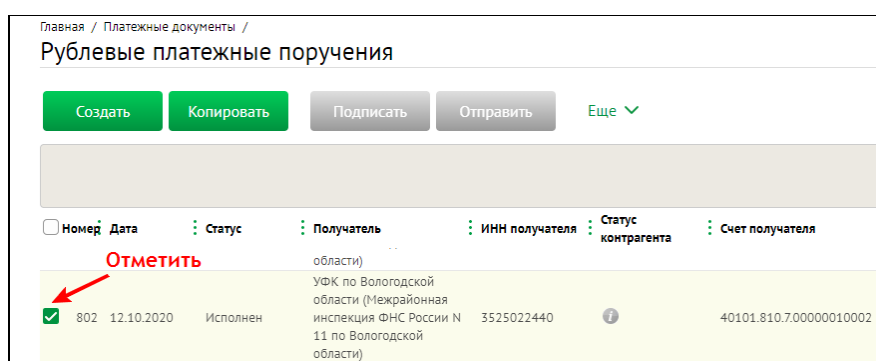 Главная / Платежные документы /
Рублевые платежные поручения
Создать Копировать Подписать Отправить Еще
Номер Дата Статус Получатель ИНН получателя Статус контрагента Счет получателя
Отметить
области)
802 12.10.2020 Исполнен УФК по Вологодской
области (Межрайонная
инспекция ФНС России N
11 по Вологодской
области)
3525022440 40101.810.7.00000010002